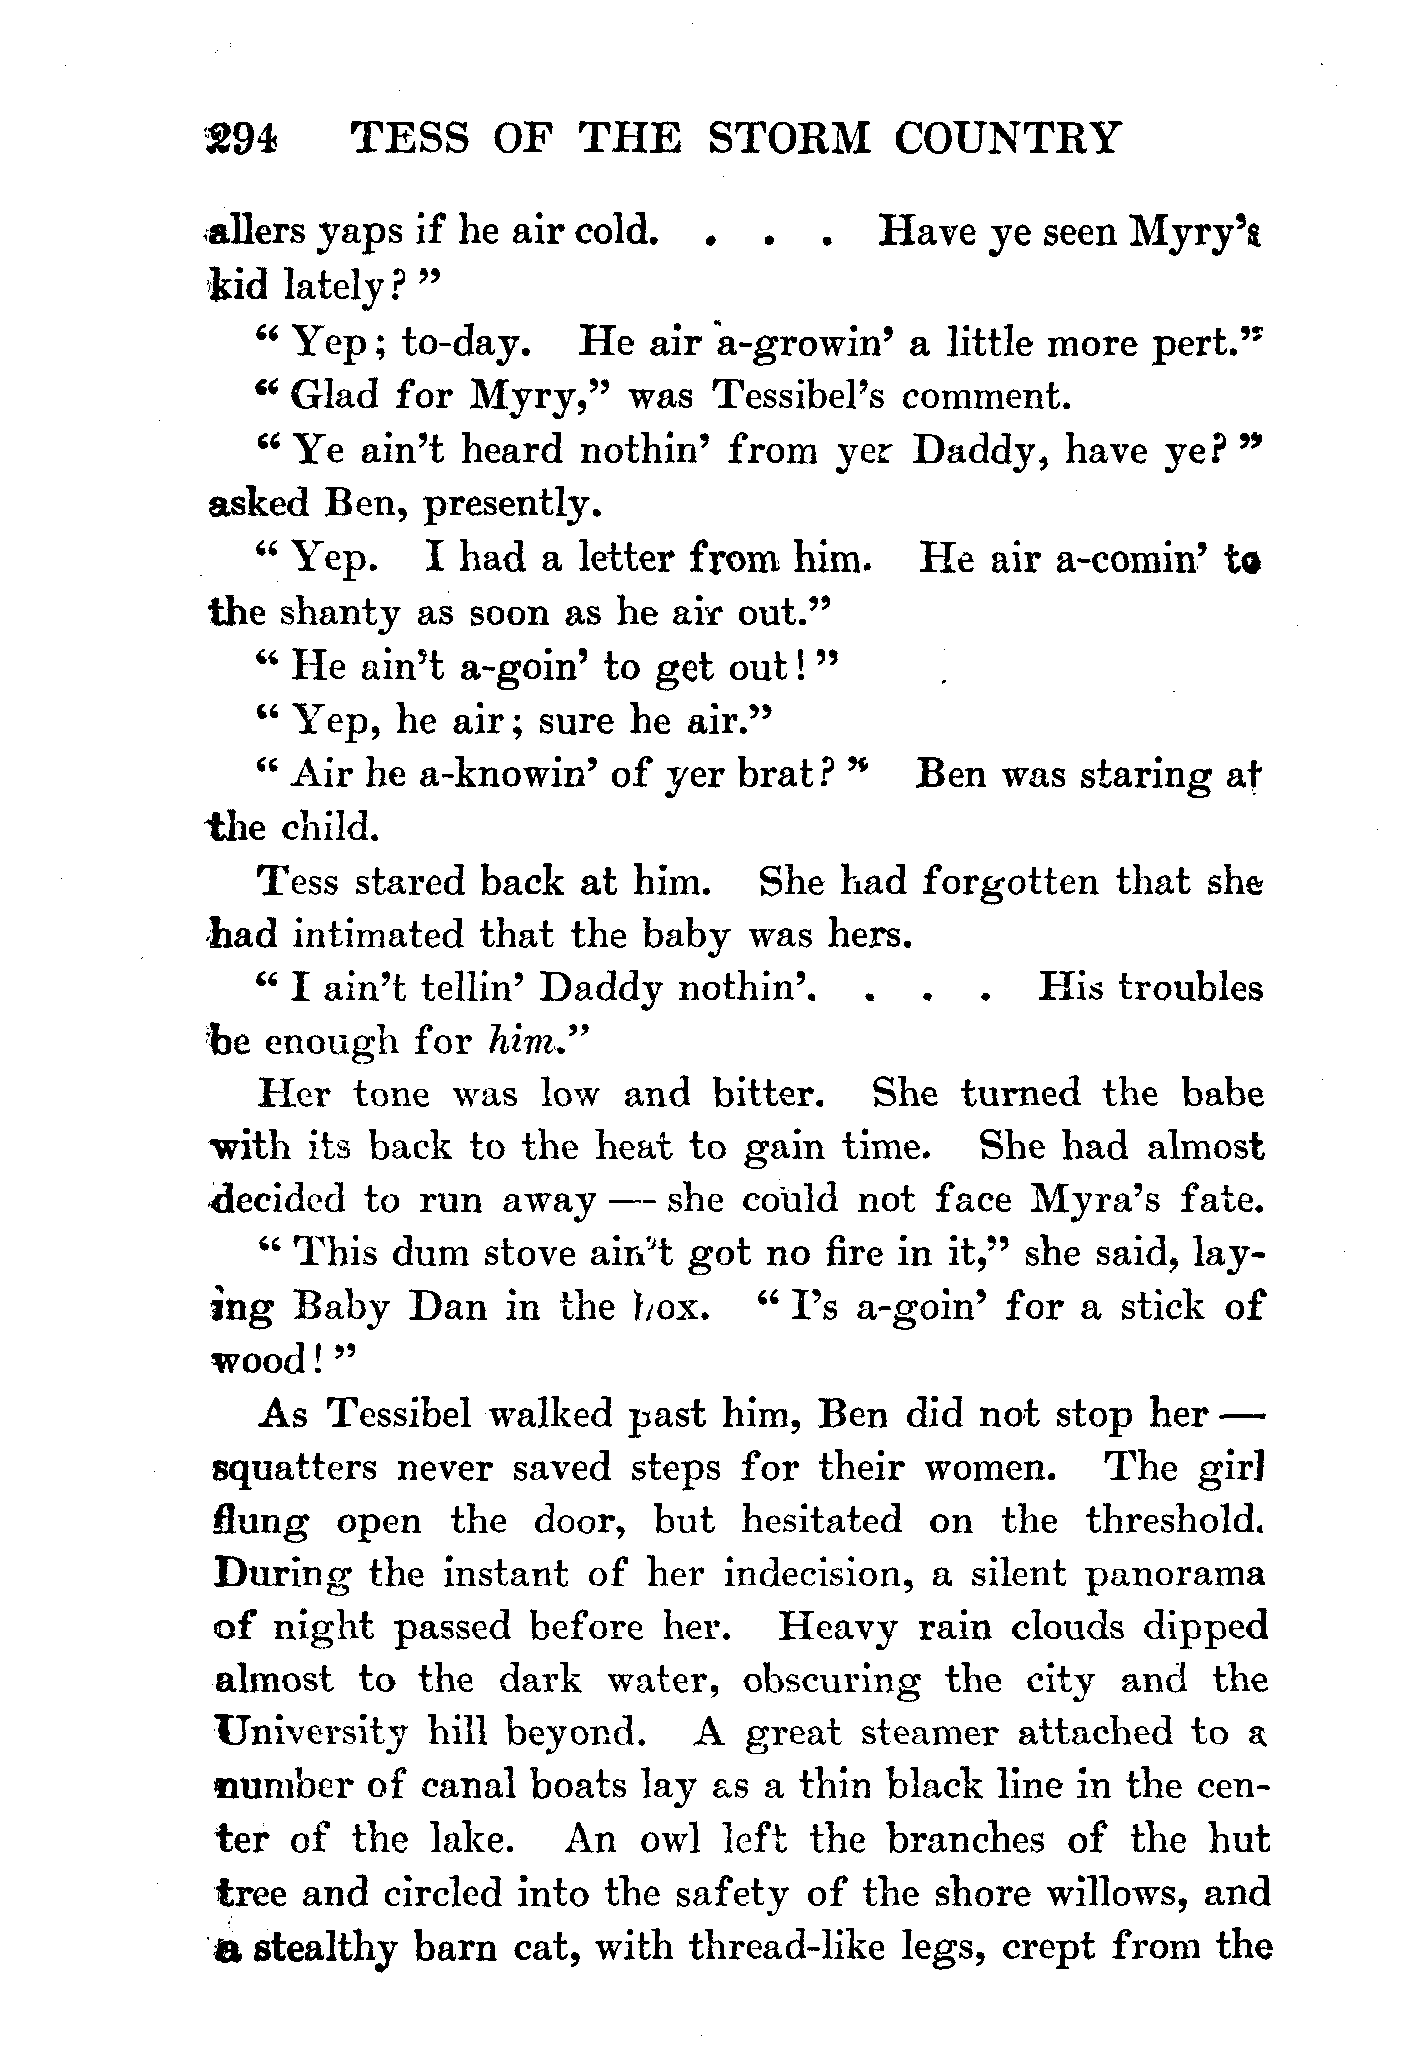 294 TESS OF THE STORM COUNTRY
allers yaps if he air cold. . . . Have ye seen Myry's
kid lately? "
" Yep; to-day. He air a-growin' a little more pert."
" Glad for Myry," was Tessibel's comment.
" Ye ain't heard nothin' from yer Daddy, have ye? "
asked Ben, presently.
" Yep. I had a letter from him. He air a-comin' to
the shanty as soon as he air out."
" He ain't a-goin' to get out! "
" Yep, he air; sure he air."
" Air he a-knowin' of yer brat? " Ben was staring at
the child.
Tess stared back at him. She had forgotten that she
had intimated that the baby was hers.
" I ain't tellin' Daddy nothin'. . . . His troubles
be enough for him."
Her tone was low and bitter. She turned the babe
with its back to the heat to gain time. She had almost
decided to run away — she could not face Myra's fate.
" This dum stove ain't got no fire in it," she said, lay-
ing Baby Dan in the box. " I's a-goin' for a stick of
wood! "
As Tessibel walked past him, Ben did not stop her —
squatters never saved steps for their women. The girl
flung open the door, but hesitated on the threshold.
During the instant of her indecision, a silent panorama
of night passed before her. Heavy rain clouds dipped
almost to the dark water, obscuring the city and the
University hill beyond. A great steamer attached to a
number of canal boats lay as a thin black line in the cen-
ter of the lake. An owl left the branches of the hut
tree and circled into the safety of the shore willows, and
a stealthy barn cat, with thread-like legs, crept from the